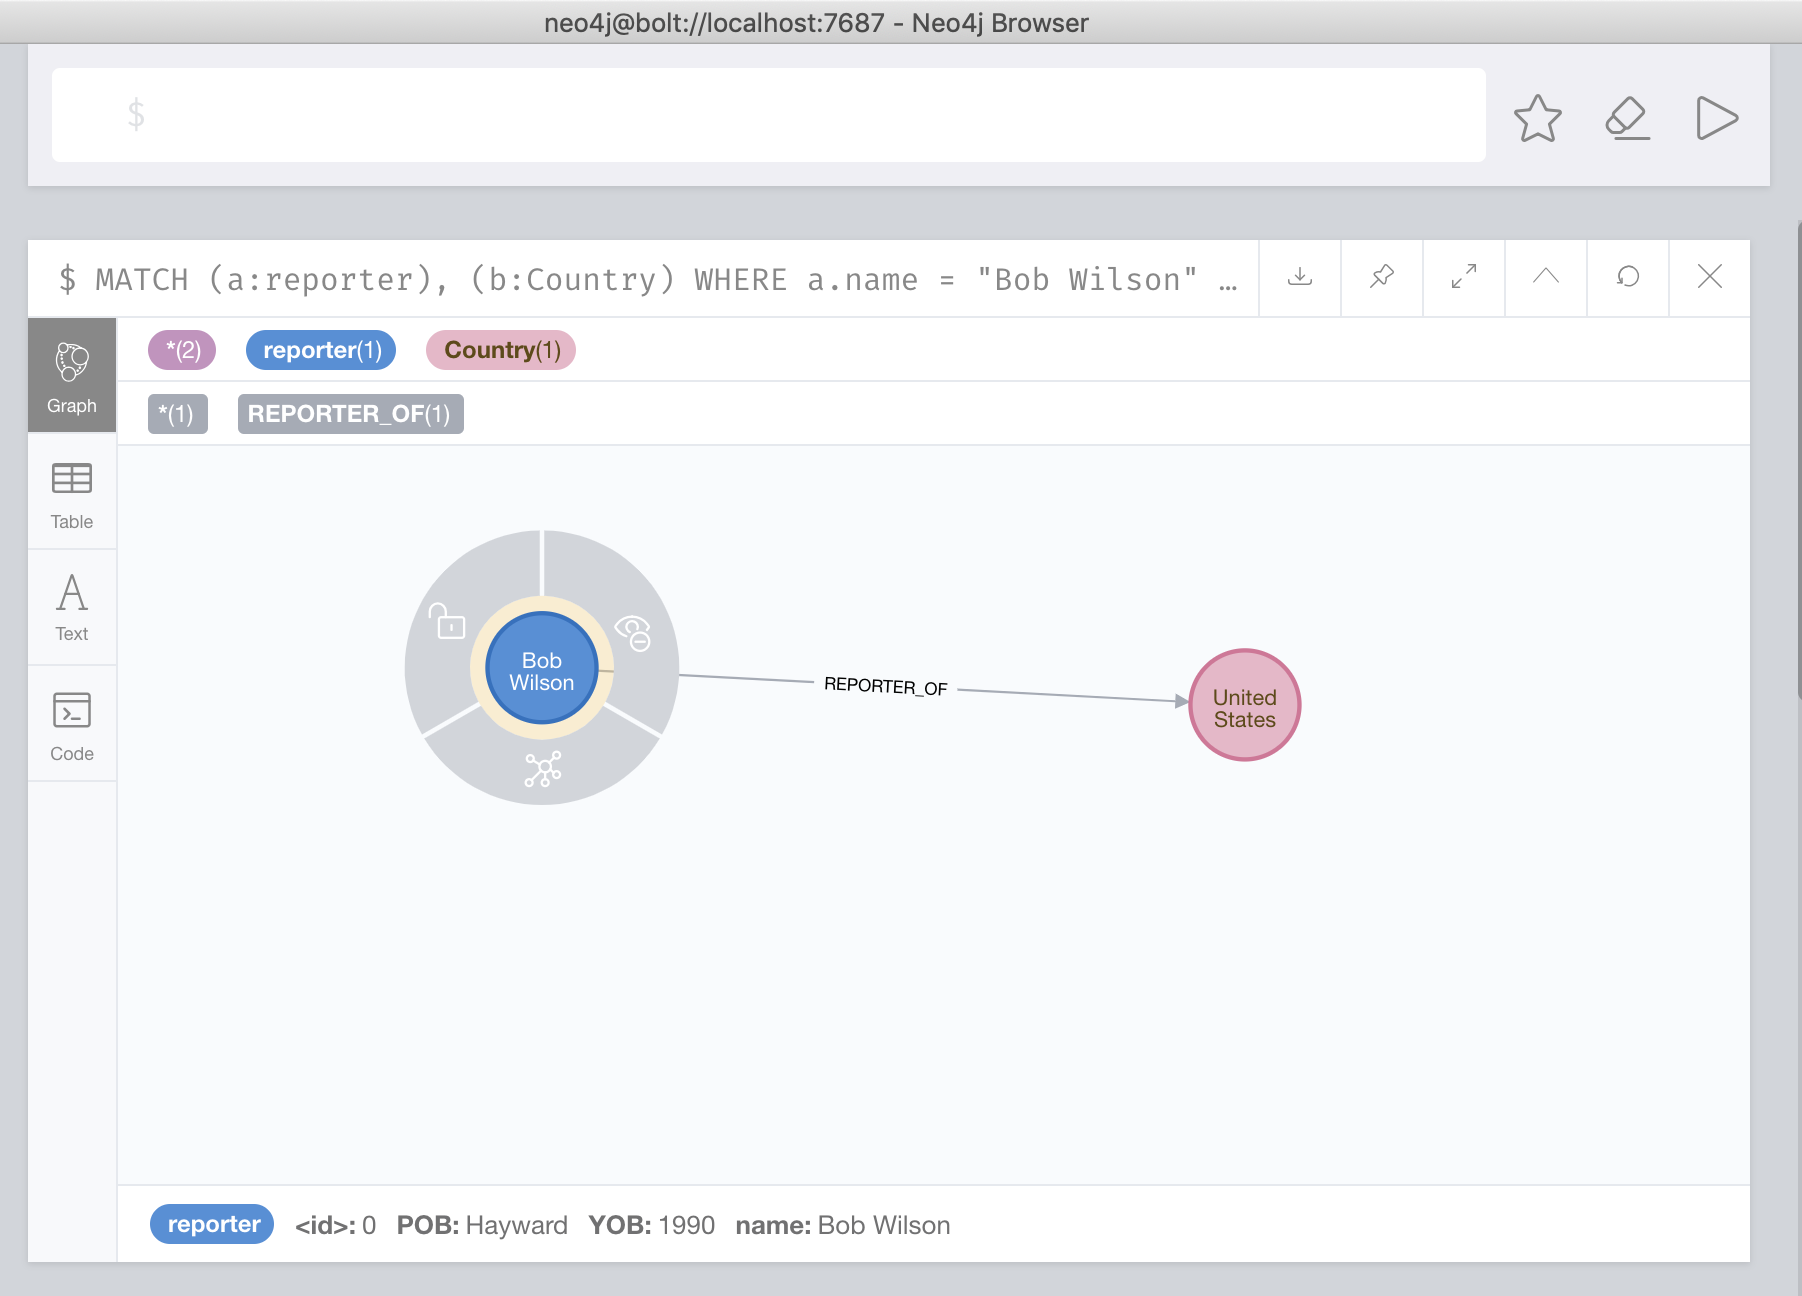 neo4j@bolt://localhost:7687 - Neo4j Browser
$
$ MATCH (a:reporter), (b:Country) WHERE a.name = "Bob Wilson" …
*(2) reporter(1) Country(1)
*(1) REPORTER_OF(1)
Graph
Table
Text
Code
Bob
Wilson
REPORTER_OF
United
States
reporter <id>: 0 POB: Hayward YOB: 1990 name: Bob Wilson